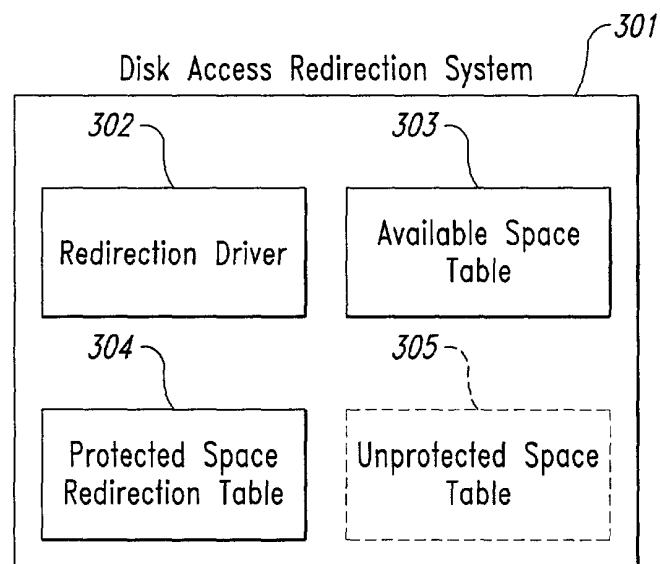 301
Disk Access Redirection System
302
303
Redirection Driver
Available Space
Table
304
305
Protected Space
Redirection Table
Unprotected Space
Table